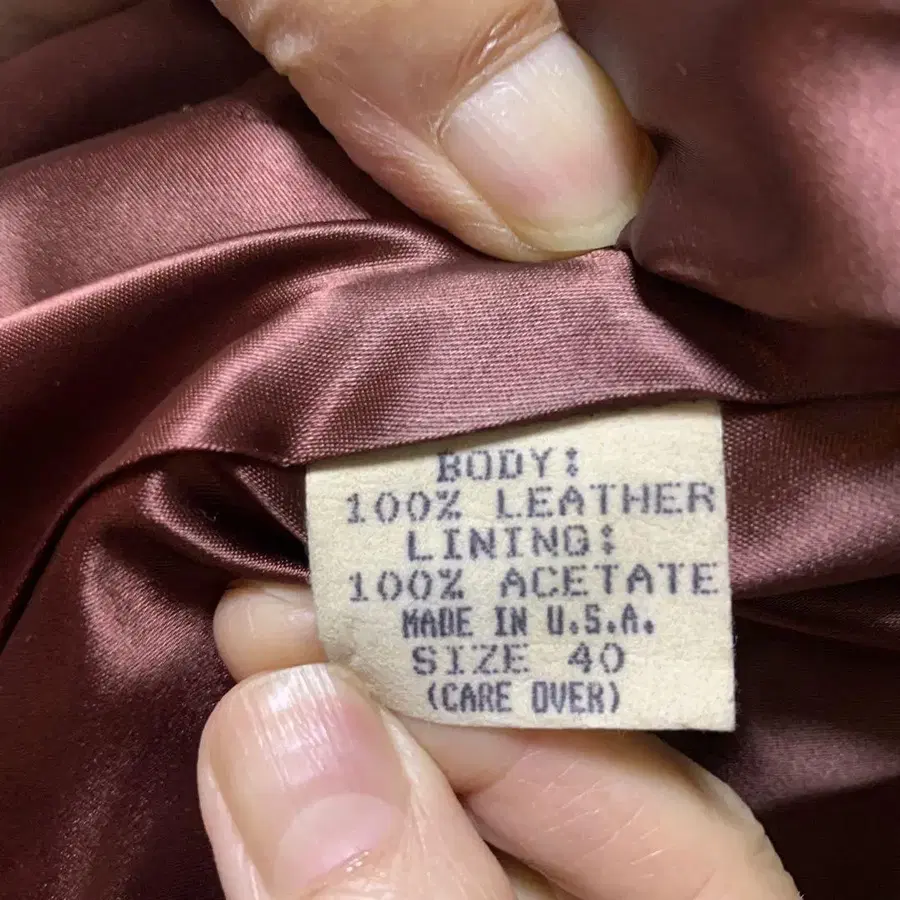 BODY:
100% LEATHER
LINING:
100% ACETATE
MADE IN U.S.A.
SIZE 40
(CARE OVER)